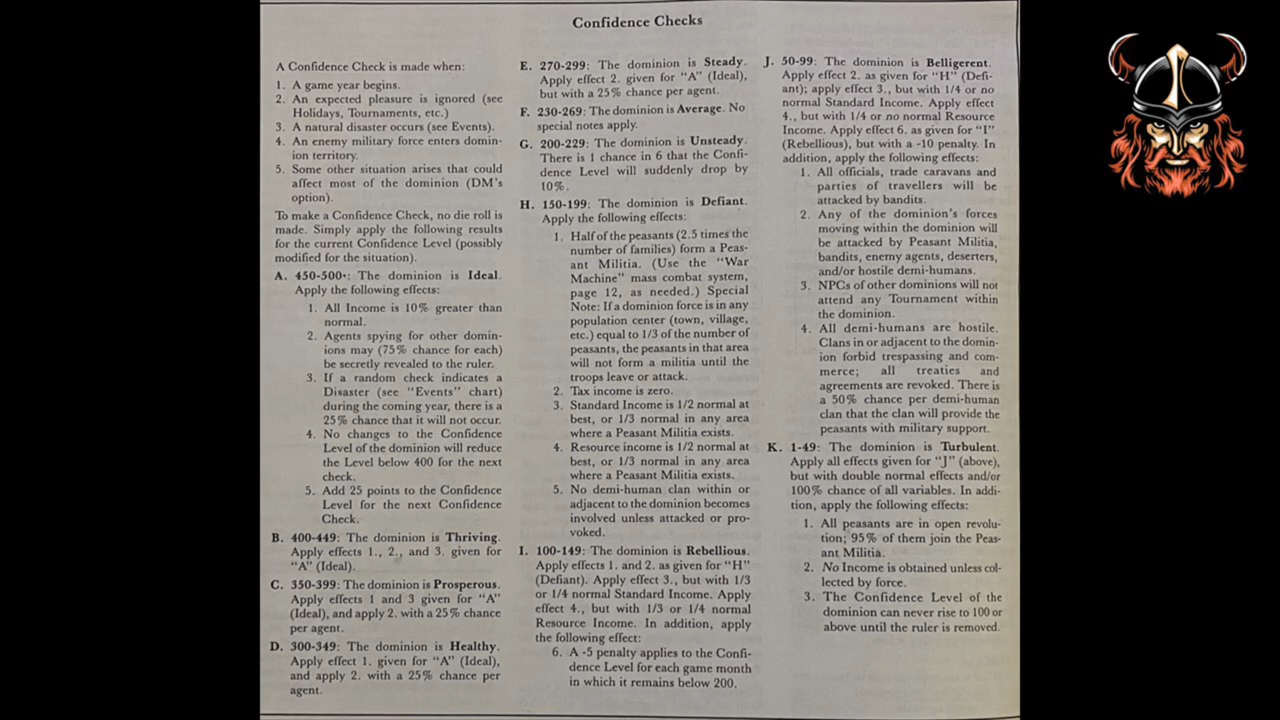 Confidence Checks
A Confidence Check is made when:
1. A game year begins.
2. An expected pleasure is ignored (see
Holidays, Tournaments, etc.)
3. A natural disaster occurs (see Events).
4. An enemy military force enters domin-
ion territory.
5. Some other situation arises that could
affect most of the dominion (DM's
option).
To make a Confidence Check, no die roll is
made. Simply apply the following results
for the current Confidence Level (possibly
modified for the situation).
A. 450-500+: The dominion is Ideal.
Apply the following effects:
1. All Income is 10% greater than
normal.
2. Agents spying for other domin-
ions may (75% chance for each)
be secretly revealed to the ruler.
3. If a random check indicates a
Disaster (see "Events" chart)
during the coming year, there is a
25% chance that it will not occur.
4. No changes to the Confidence
Level of the dominion will reduce
the Level below 400 for the next
check.
5. Add 25 points to the Confidence
Level for the next Confidence
Check.
B. 400-449: The dominion is Thriving.
Apply effects 1., 2., and 3. given for
"A" (Ideal).
C. 350-399: The dominion is Prosperous.
Apply effects 1 and 3 given for "A"
(Ideal), and apply 2. with a 25% chance
per agent.
D. 300-349: The dominion is Healthy.
Apply effect 1. given for "A" (Ideal),
and apply 2. with a 25% chance per
agent.
E. 270-299: The dominion is Steady.
Apply effect 2. given for "A" (Ideal),
but with a 25% chance per agent.
F. 230-269: The dominion is Average. No
special notes apply.
G. 200-229: The dominion is Unsteady.
There is 1 chance in 6 that the Confi-
dence Level will suddenly drop by
10%.
H. 150-199: The dominion is Defiant.
Apply the following effects:
1. Half of the peasants (2.5 times the
number of families) form a Peas-
ant Militia. (Use the "War
Machine" mass combat system,
page 12, as needed.) Special
Note: If a dominion force is in any
population center (town, village,
etc.) equal to 1/3 of the number of
peasants, the peasants in that area
will not form a militia until the
troops leave or attack.
2. Tax income is zero.
3. Standard Income is 1/2 normal at
best, or 1/3 normal in any area
where a Peasant Militia exists.
4. Resource income is 1/2 normal at
best, or 1/3 normal in any area
where a Peasant Militia exists.
5. No demi-human clan within or
adjacent to the dominion becomes
involved unless attacked or pro-
voked.
I. 100-149: The dominion is Rebellious.
Apply effects 1. and 2. as given for "H"
(Defiant). Apply effect 3., but with 1/3
or 1/4 normal Standard Income. Apply
effect 4., but with 1/3 or 1/4 normal
Resource Income. In addition, apply
the following effect:
6. A -5 penalty applies to the Confi-
dence Level for each game month
in which it remains below 200.
J. 50-99: The dominion is Belligerent.
Apply effect 2. as given for "H" (Defi-
ant); apply effect 3., but with 1/4 or no
normal Standard Income. Apply effect
4., but with 1/4 or no normal Resource
Income. Apply effect 6. as given for "I"
(Rebellious), but with a -10 penalty. In
addition, apply the following effects:
1. All officials, trade caravans and
parties of travellers will be
attacked by bandits.
2. Any of the dominion's forces
moving within the dominion will
be attacked by Peasant Militia,
bandits, enemy agents, deserters,
and/or hostile demi-humans.
3. NPCs of other dominions will not
attend any Tournament within
the dominion.
4. All demi-humans are hostile.
Clans in or adjacent to the domin-
ion forbid trespassing and com-
merce; all treaties and
agreements are revoked. There is
a 50% chance per demi-human
clan that the clan will provide the
peasants with military support.
K. 1-49: The dominion is Turbulent.
Apply all effects given for "J" (above),
but with double normal effects and/or
100% chance of all variables. In addi-
tion, apply the following effects:
1. All peasants are in open revolu-
tion; 95% of them join the Peas-
ant Militia.
2. No Income is obtained unless col-
lected by force.
3. The Confidence Level of the
dominion can never rise to 100 or
above until the ruler is removed.